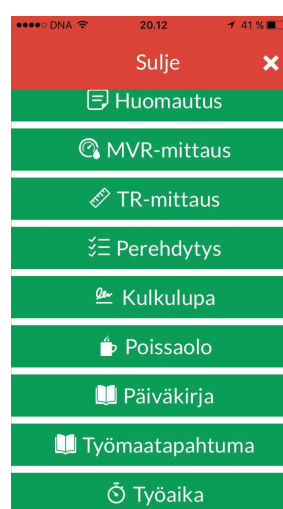 DNA 20.12 41 %
Sulje
Huomautus
MVR-mittaus
TR-mittaus
Perehdytys
Kulkulupa
Poissaolo
Päiväkirja
Työmaatapahtuma
Työaika